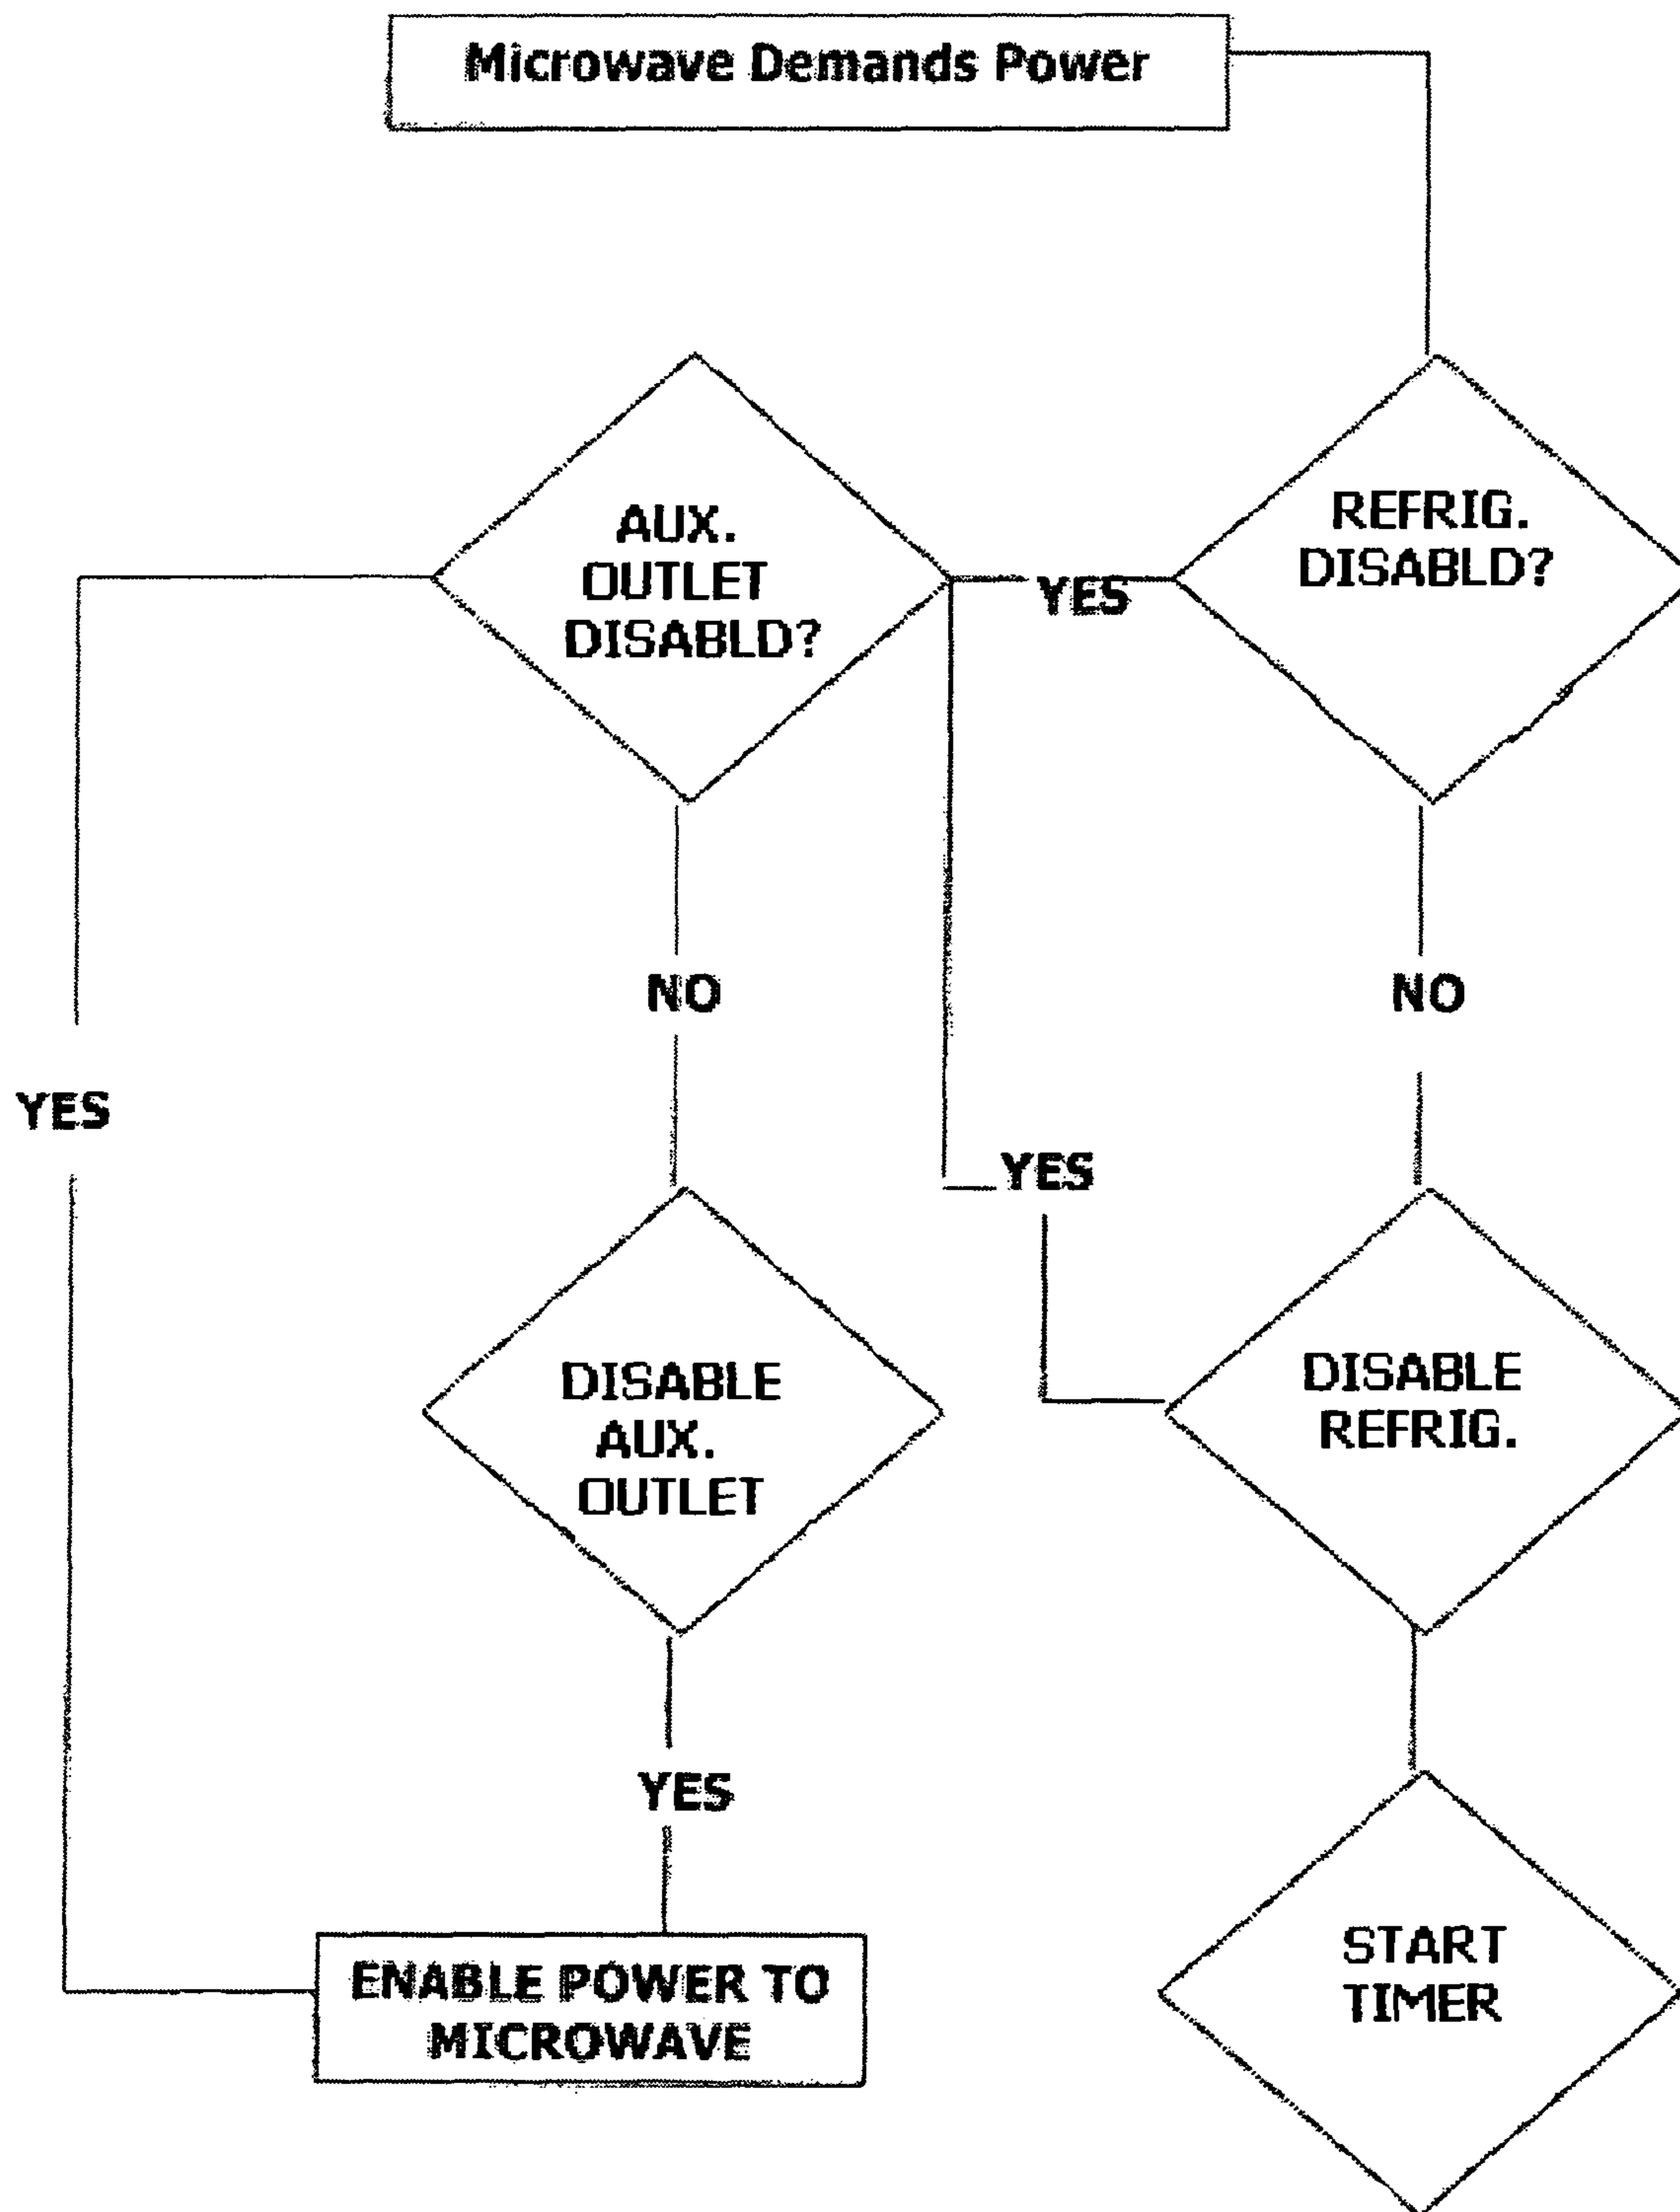 Microwave Demands Power
AUX.
OUTLET
DISABLD?
YES
REFRIG.
DISABLD?
NO
NO
YES
YES
DISABLE
AUX.
OUTLET
DISABLE
REFRIG.
YES
START
TIMER
ENABLE POWER TO
MICROWAVE